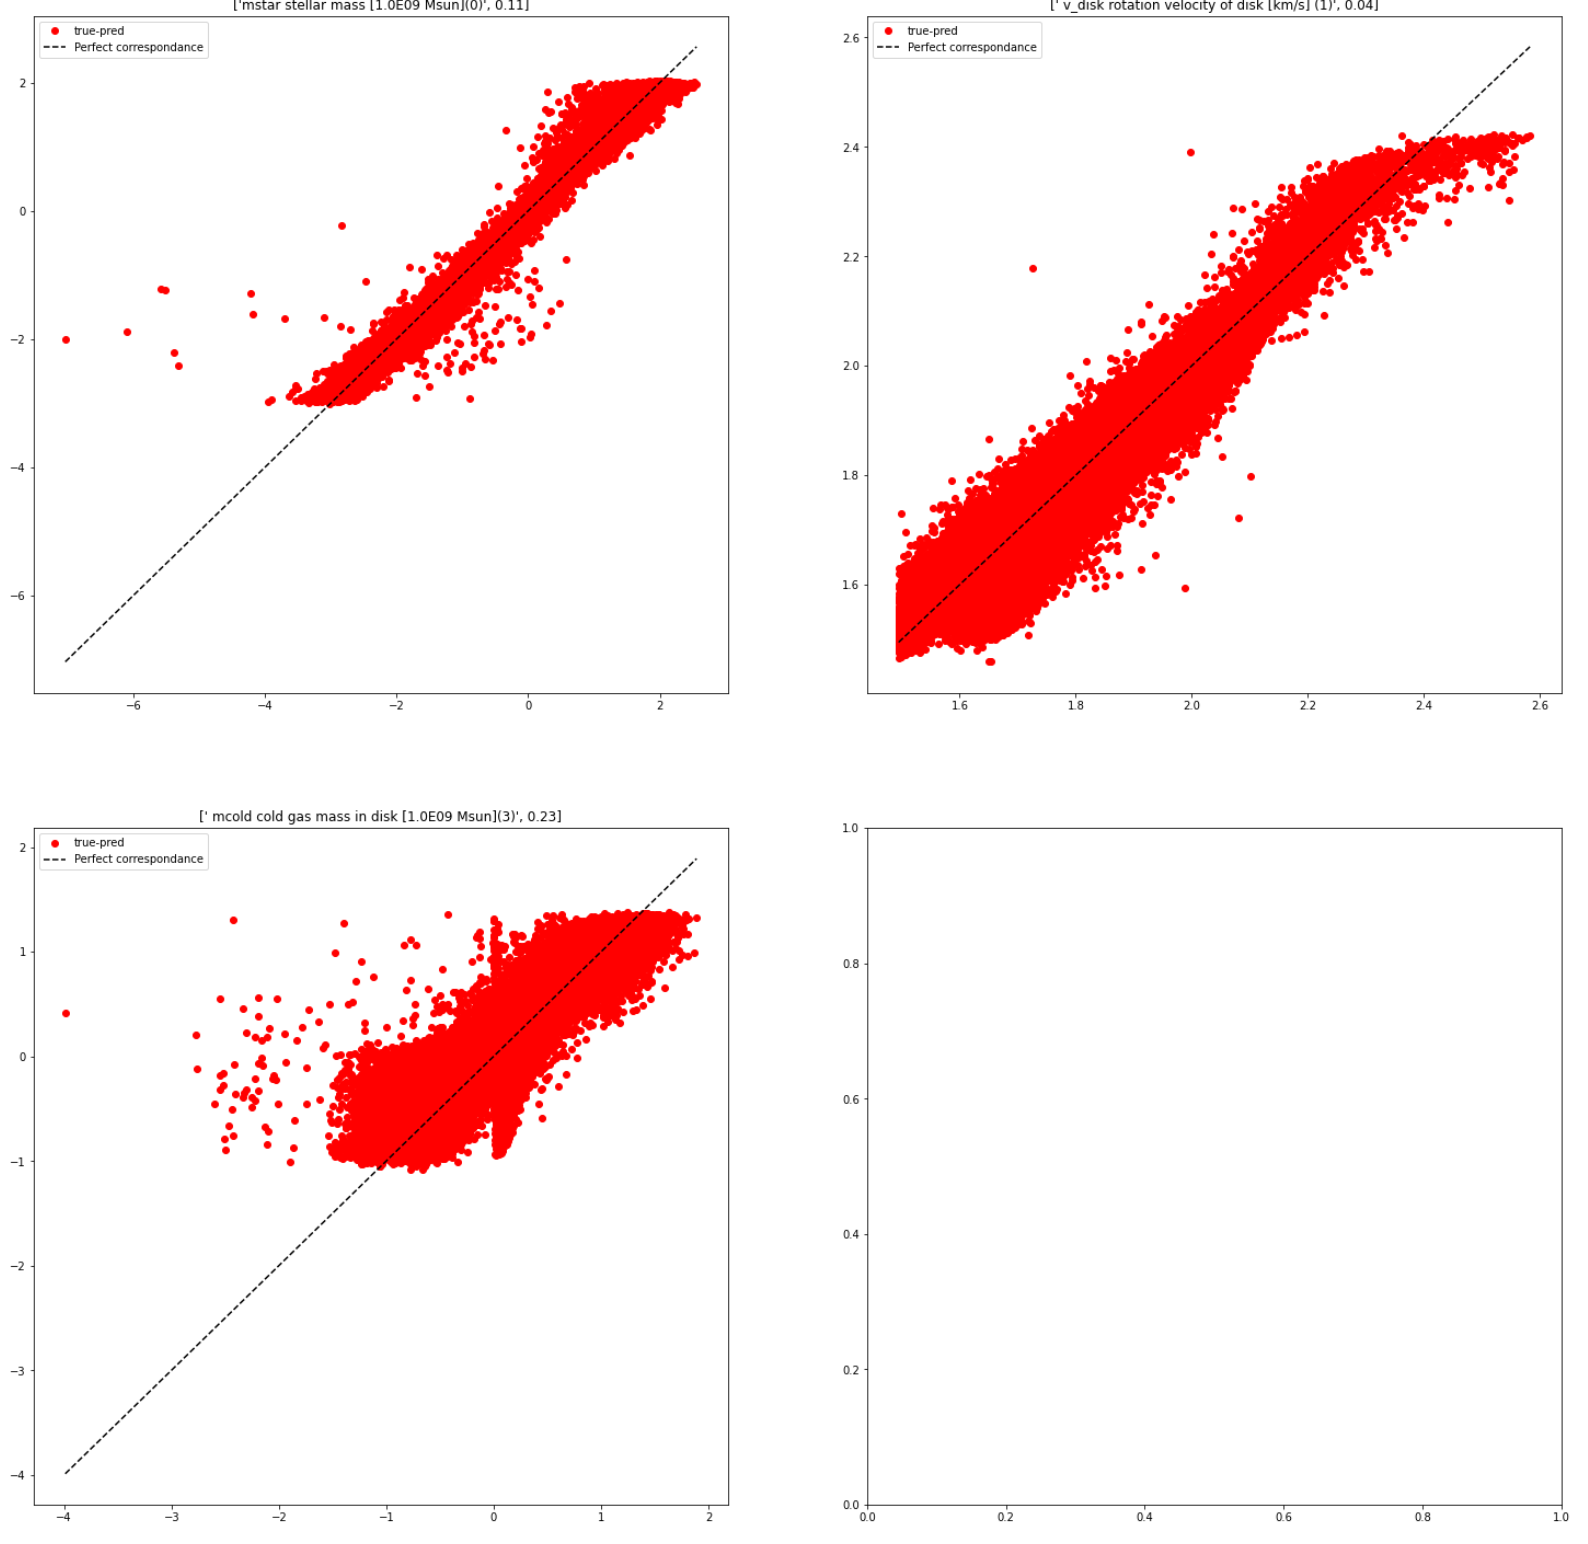 ['mstar stellar mass [1.0E09 Msun](0)', 0.11]
true-pred
Perfect correspondance
2
0
−2
−4
−6
−6 −4 −2 0 2
[' v_disk rotation velocity of disk [km/s] (1)', 0.04]
true-pred
Perfect correspondance
2.6
2.4
2.2
2.0
1.8
1.6
1.6 1.8 2.0 2.2 2.4 2.6
[' mcold cold gas mass in disk [1.0E09 Msun](3)', 0.23]
true-pred
Perfect correspondance
2
1
0
−1
−2
−3
−4
−4 −3 −2 −1 0 1 2
1.0
0.8
0.6
0.4
0.2
0.0
0.0 0.2 0.4 0.6 0.8 1.0